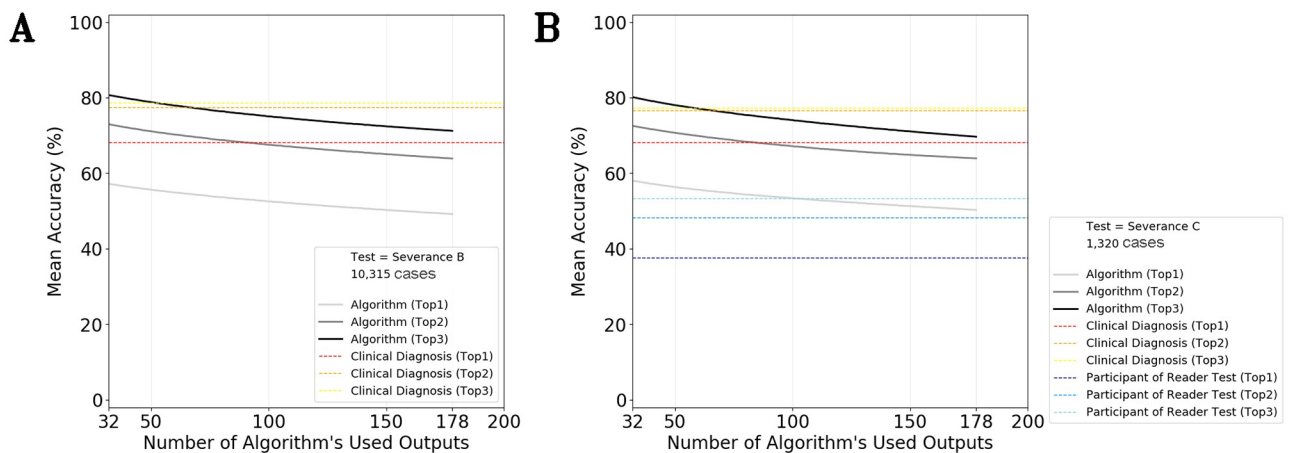 A
100
80
60
40
20
0
Mean Accuracy (%)
32 50 100 150 178 200
Number of Algorithm's Used Outputs
Test = Severance B
10,315 cases
Algorithm (Top1)
Algorithm (Top2)
Algorithm (Top3)
Clinical Diagnosis (Top1)
Clinical Diagnosis (Top2)
Clinical Diagnosis (Top3)
B
100
80
60
40
20
0
Mean Accuracy (%)
32 50 100 150 178 200
Number of Algorithm's Used Outputs
Test = Severance C
1,320 cases
Algorithm (Top1)
Algorithm (Top2)
Algorithm (Top3)
Clinical Diagnosis (Top1)
Clinical Diagnosis (Top2)
Clinical Diagnosis (Top3)
Participant of Reader Test (Top1)
Participant of Reader Test (Top2)
Participant of Reader Test (Top3)